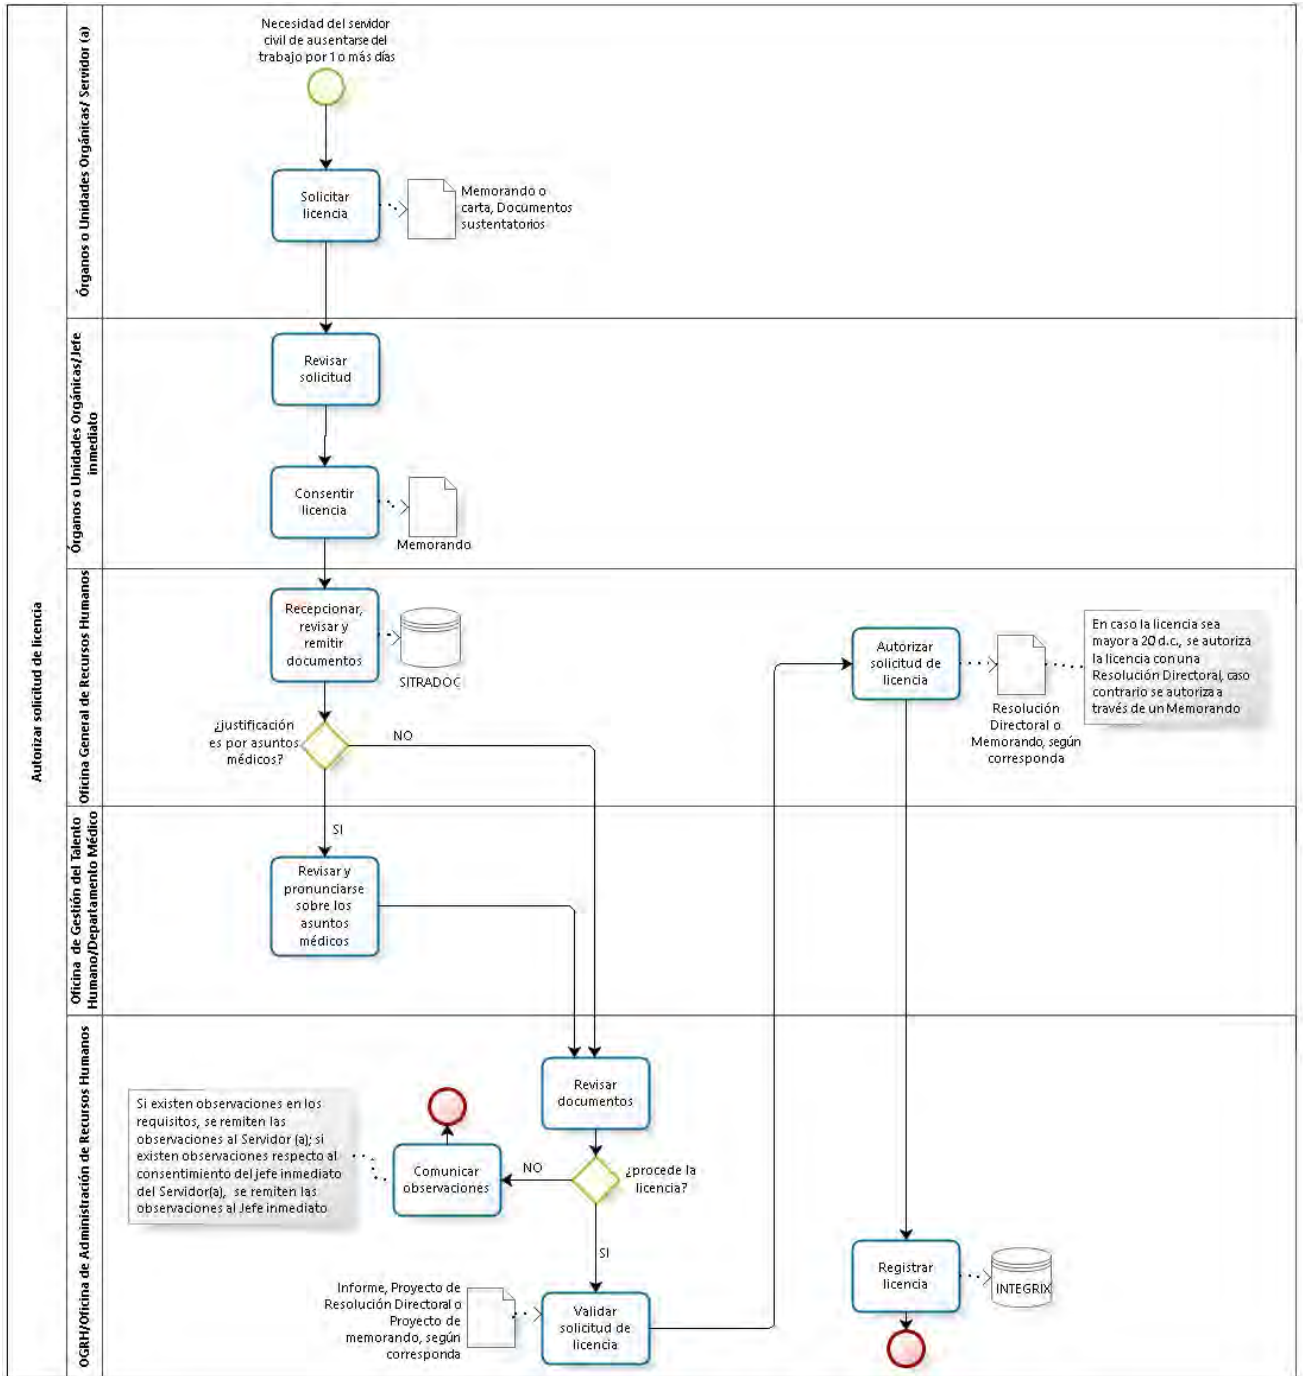 Autorizar solicitud de licencia
Órganos o Unidades Orgánicas/ Servidor (a)
Necesidad del servidor
civil de ausentarse del
trabajo por 1 o más días
Solicitar
licencia
Memorando o
carta, Documentos
sustentatorios
Órganos o Unidades Orgánicas/Jefe
inmediato
Revisar
solicitud
Consentir
licencia
Memorando
Oficina General de Recursos Humanos
Recepcionar,
revisar y
remitir
documentos
SITRADOC
¿justificación
es por asuntos
médicos?
NO
SI
Autorizar
solicitud de
licencia
Resolución
Directoral o
Memorando, según
corresponda
En caso la licencia sea
mayor a 20 d.c., se autoriza
la licencia con una
Resolución Directoral, caso
contrario se autoriza a
través de un Memorando
Oficina de Gestión del Talento
Humano/Departamento Médico
Revisar y
pronunciarse
sobre los
asuntos
médicos
OGRH/Oficina de Administración de Recursos Humanos
Revisar
documentos
¿procede la
licencia?
NO
Comunicar
observaciones
Si existen observaciones en los
requisitos, se remiten las
observaciones al Servidor (a); si
existen observaciones respecto al
consentimiento del jefe inmediato
del Servidor(a), se remiten las
observaciones al Jefe inmediato
SI
Informe, Proyecto de
Resolución Directoral o
Proyecto de
memorando, según
corresponda
Validar
solicitud de
licencia
Registrar
licencia
INTEGRIX